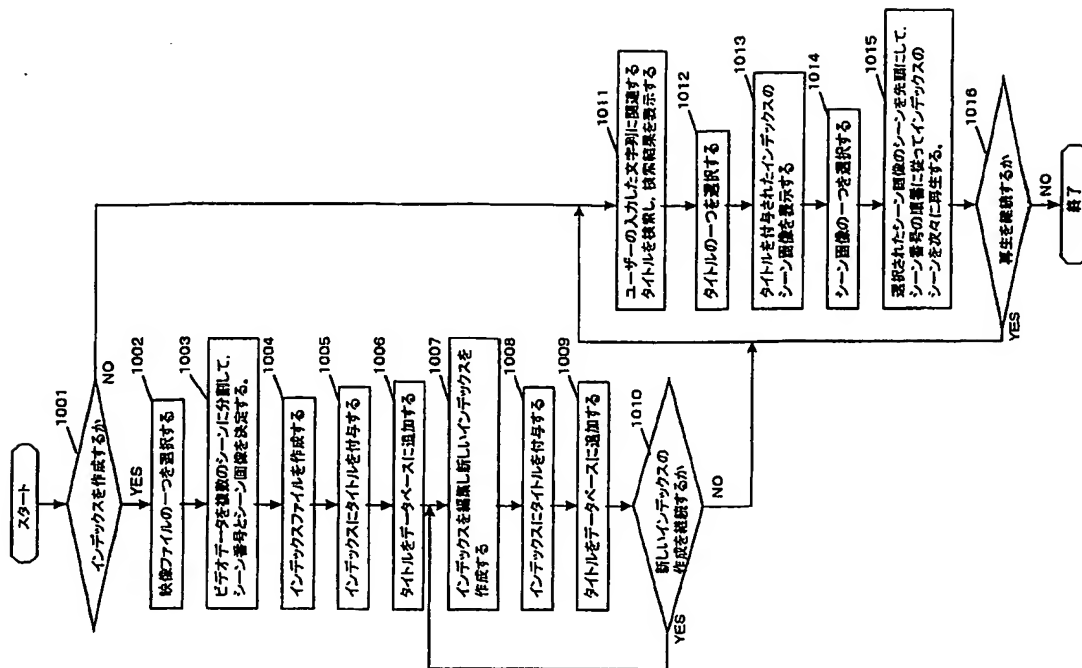 スタート
1001
インデックスを作成するか
NO
YES
1002
映像ファイルの一つを選択する
1003
ビデオデータを複数のシーンに分割して、
シーン番号とシーン画像を決定する。
1004
インデックスファイルを作成する
1005
インデックスにタイトルを付与する
1006
タイトルをデータベースに追加する
1007
インデックスを編集し新しいインデックスを
作成する
1008
インデックスにタイトルを付与する
1009
タイトルをデータベースに追加する
1010
新しいインデックスの
作成を継続するか
YES
NO
1011
ユーザーの入力した文字列に関連する
タイトルを検索し、検索結果を表示する
1012
タイトルの一つを選択する
1013
タイトルを付与されたインデックスの
シーン画像を表示する
1014
シーン画像の一つを選択する
1015
選択されたシーン画像のシーンを先頭にして、
シーン番号の順番に従ってインデックスの
シーンを次々に再生する。
1016
再生を継続するか
YES
NO
終了